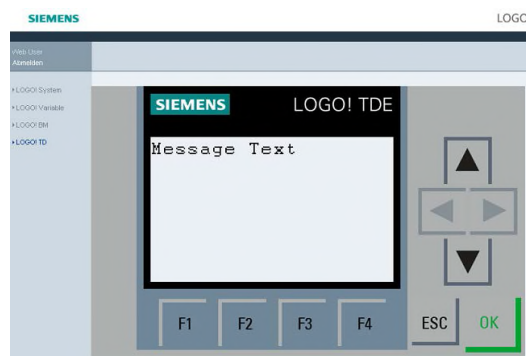 SIEMENS
LOGO
Web User
Abmelden
LOGO! System
LOGO! Variable
LOGO! BM
LOGO! TD
SIEMENS LOGO! TDE
Message Text
F1 F2 F3 F4 ESC OK